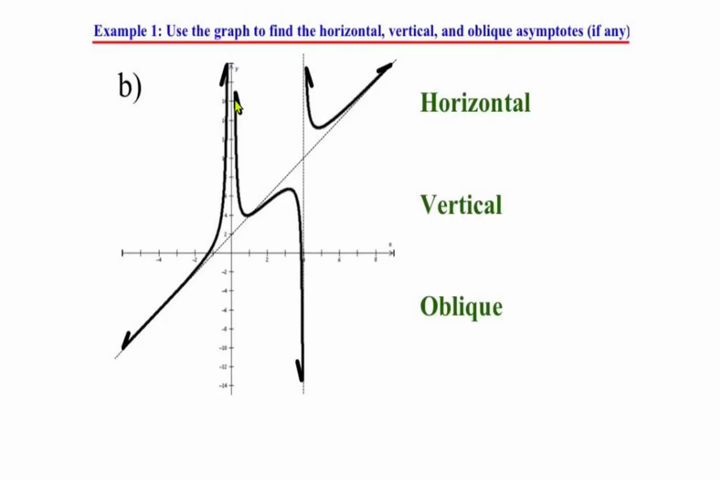 Example 1: Use the graph to find the horizontal, vertical, and oblique asymptotes (if any)
b)
Horizontal
Vertical
Oblique